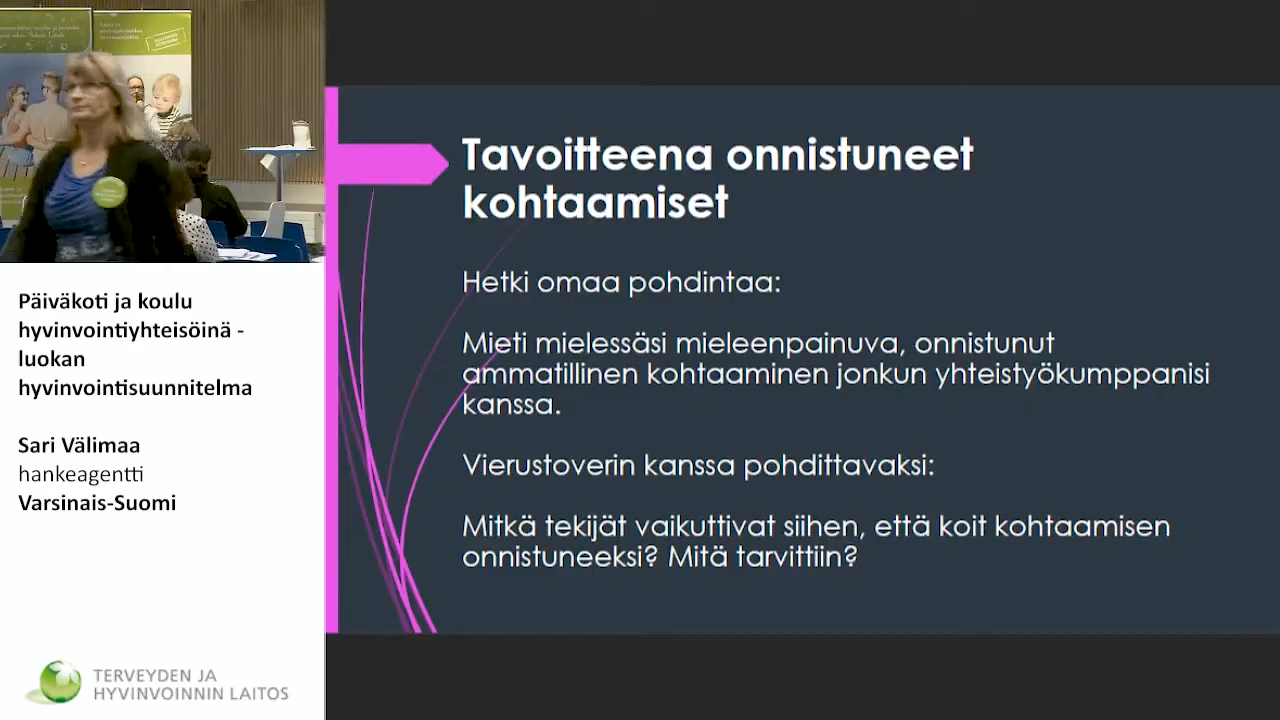 Tavoitteena onnistuneet
kohtaamiset
Hetki omaa pohdintaa:
Mieti mielessäsi mieleenpainuva, onnistunut
ammatillinen kohtaaminen jonkun yhteistyökumppanisi
kanssa.
Vierustoverin kanssa pohdittavaksi:
Mitkä tekijät vaikuttivat siihen, että koit kohtaamisen
onnistuneeksi? Mitä tarvittiin?
Päiväkoti ja koulu
hyvinvointiyhteisöinä -
luokan
hyvinvointisuunnitelma
Sari Välimaa
hankeagentti
Varsinais-Suomi
TERVEYDEN JA
HYVINVOINNIN LAITOS